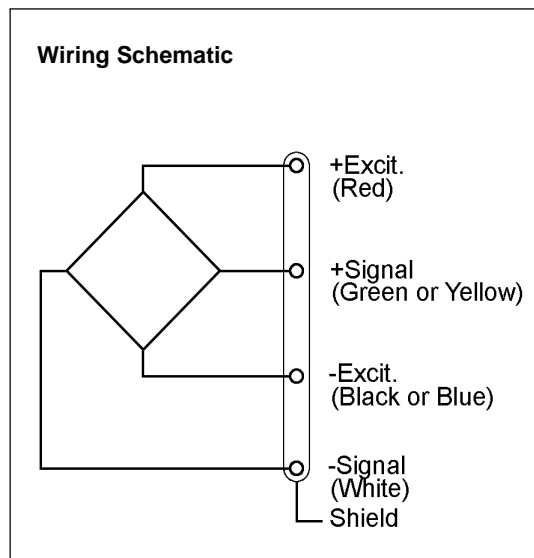 Wiring Schematic
+Excit.
(Red)
+Signal
(Green or Yellow)
-Excit.
(Black or Blue)
-Signal
(White)
Shield